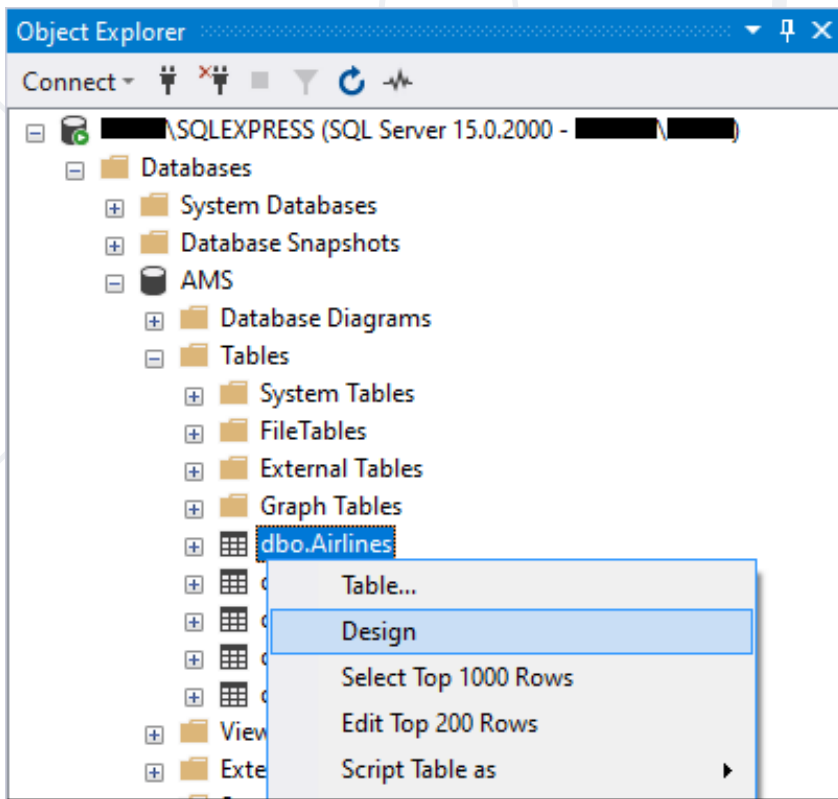 Object Explorer
Connect
\SQLEXPRESS (SQL Server 15.0.2000 - \ )
Databases
System Databases
Database Snapshots
AMS
Database Diagrams
Tables
System Tables
FileTables
External Tables
Graph Tables
dbo.Airlines
Table...
Design
Select Top 1000 Rows
Edit Top 200 Rows
View
Script Table as
Exte